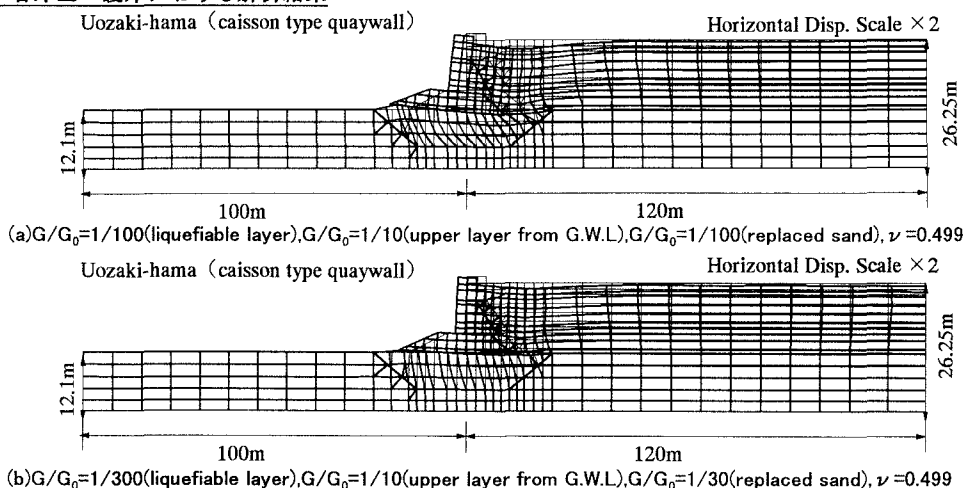 Uozaki-hama (caisson type quaywall)
Horizontal Disp. Scale ×2
12.1m
26.25m
100m
120m
(a)G/G₀=1/100(liquefiable layer),G/G₀=1/10(upper layer from G.W.L),G/G₀=1/100(replaced sand), ν=0.499
Uozaki-hama (caisson type quaywall)
Horizontal Disp. Scale ×2
12.1m
26.25m
100m
120m
(b)G/G₀=1/300(liquefiable layer),G/G₀=1/10(upper layer from G.W.L),G/G₀=1/30(replaced sand), ν=0.499